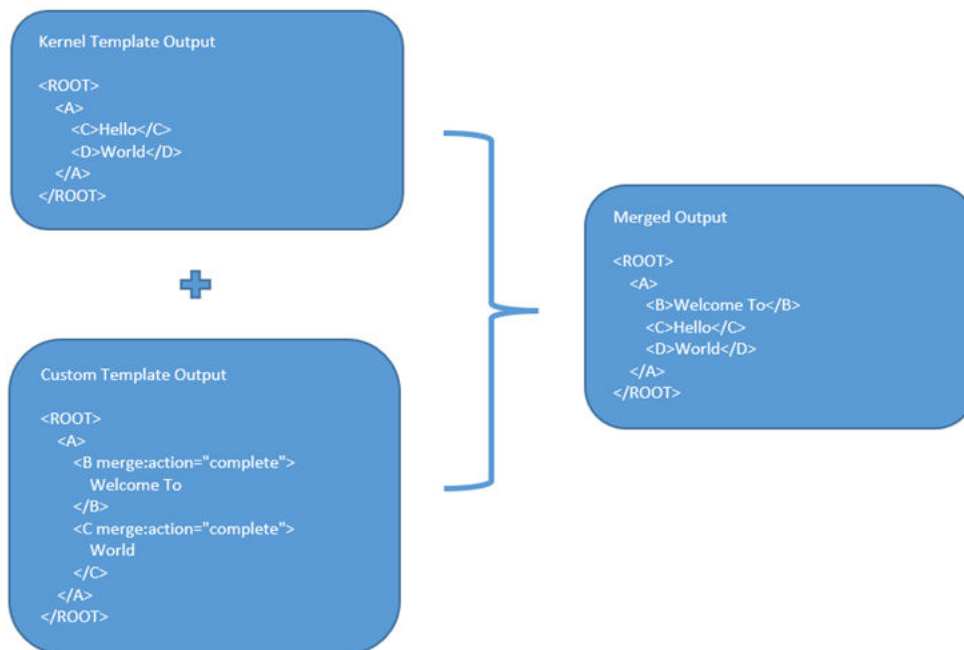 Kernel Template Output
<ROOT>
<A>
<C>Hello</C>
<D>World</D>
</A>
</ROOT>
Custom Template Output
<ROOT>
<A>
<B merge:action="complete">
Welcome To
</B>
<C merge:action="complete">
World
</C>
</A>
</ROOT>
Merged Output
<ROOT>
<A>
<B>Welcome To</B>
<C>Hello</C>
<D>World</D>
</A>
</ROOT>